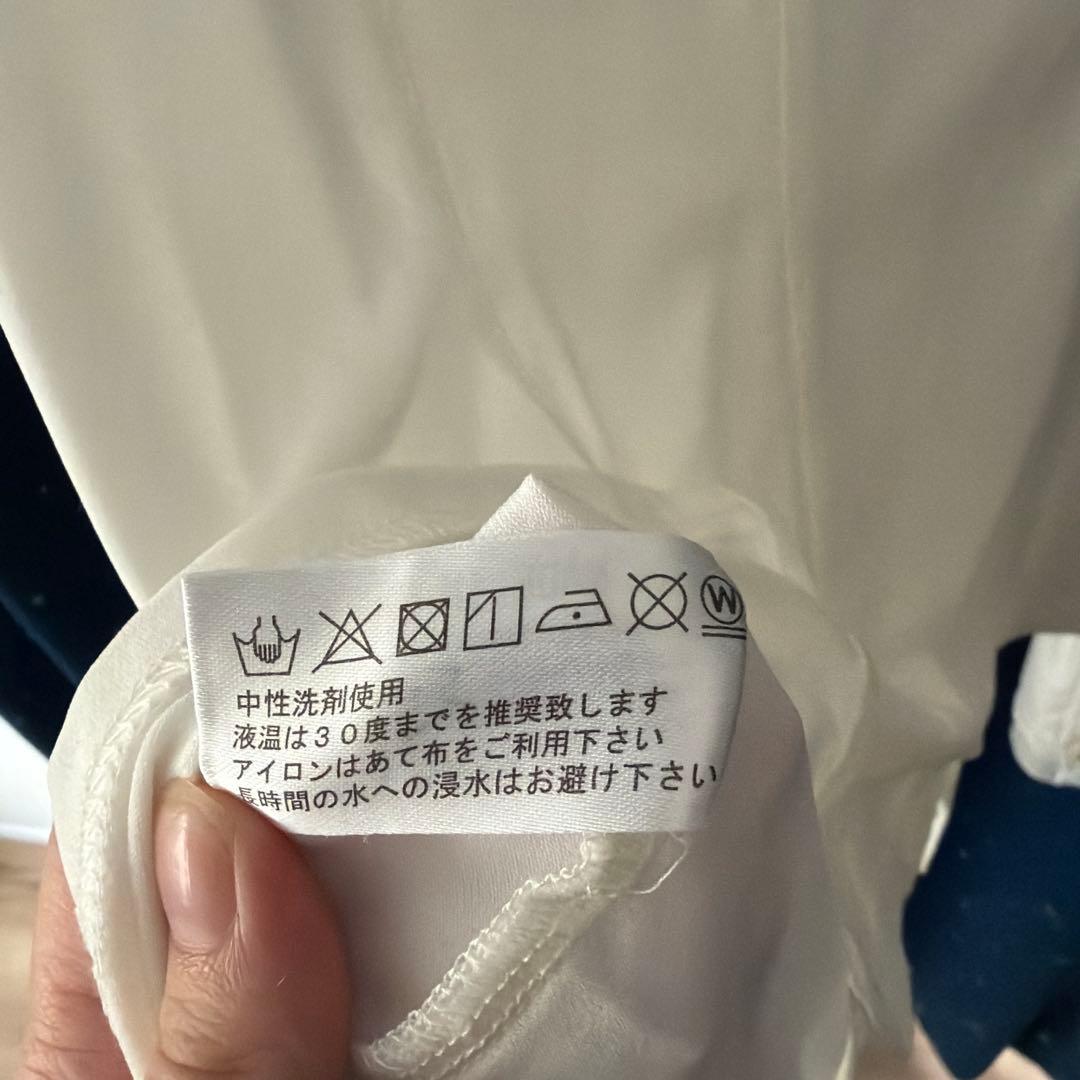 W
中性洗剤使用
液温は30度までを推奨致します
アイロンはあて布をご利用下さい
長時間の水への浸水はお避け下さい